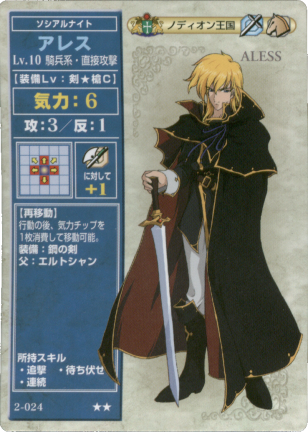 ソシアルナイト
ノディオン王国
アレス
Lv.10 騎兵系・直接攻撃
【装備Lv：剣★槍C】
ALESS
気力：6
攻：3／反：1
に対して
+1
【再移動】
行動の後、気力チップを
1枚消費して移動可能。
装備：鋼の剣
父：エルトシャン
所持スキル
・追撃 ・待ち伏せ
・連続
2-024 ★★